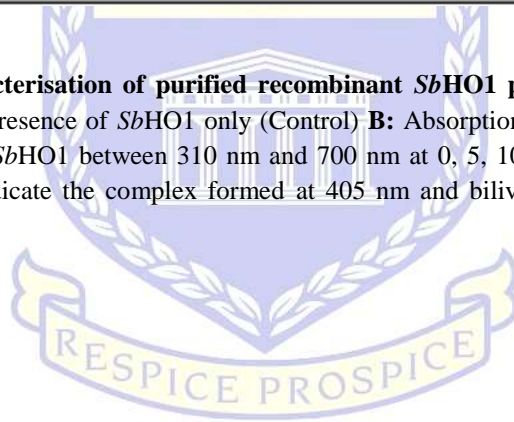 cterisation of purified recombinant SbHO1 p
resence of SbHO1 only (Control) B: Absorption
SbHO1 between 310 nm and 700 nm at 0, 5, 10
dicate the complex formed at 405 nm and biliv
RESPICE PROSPICE